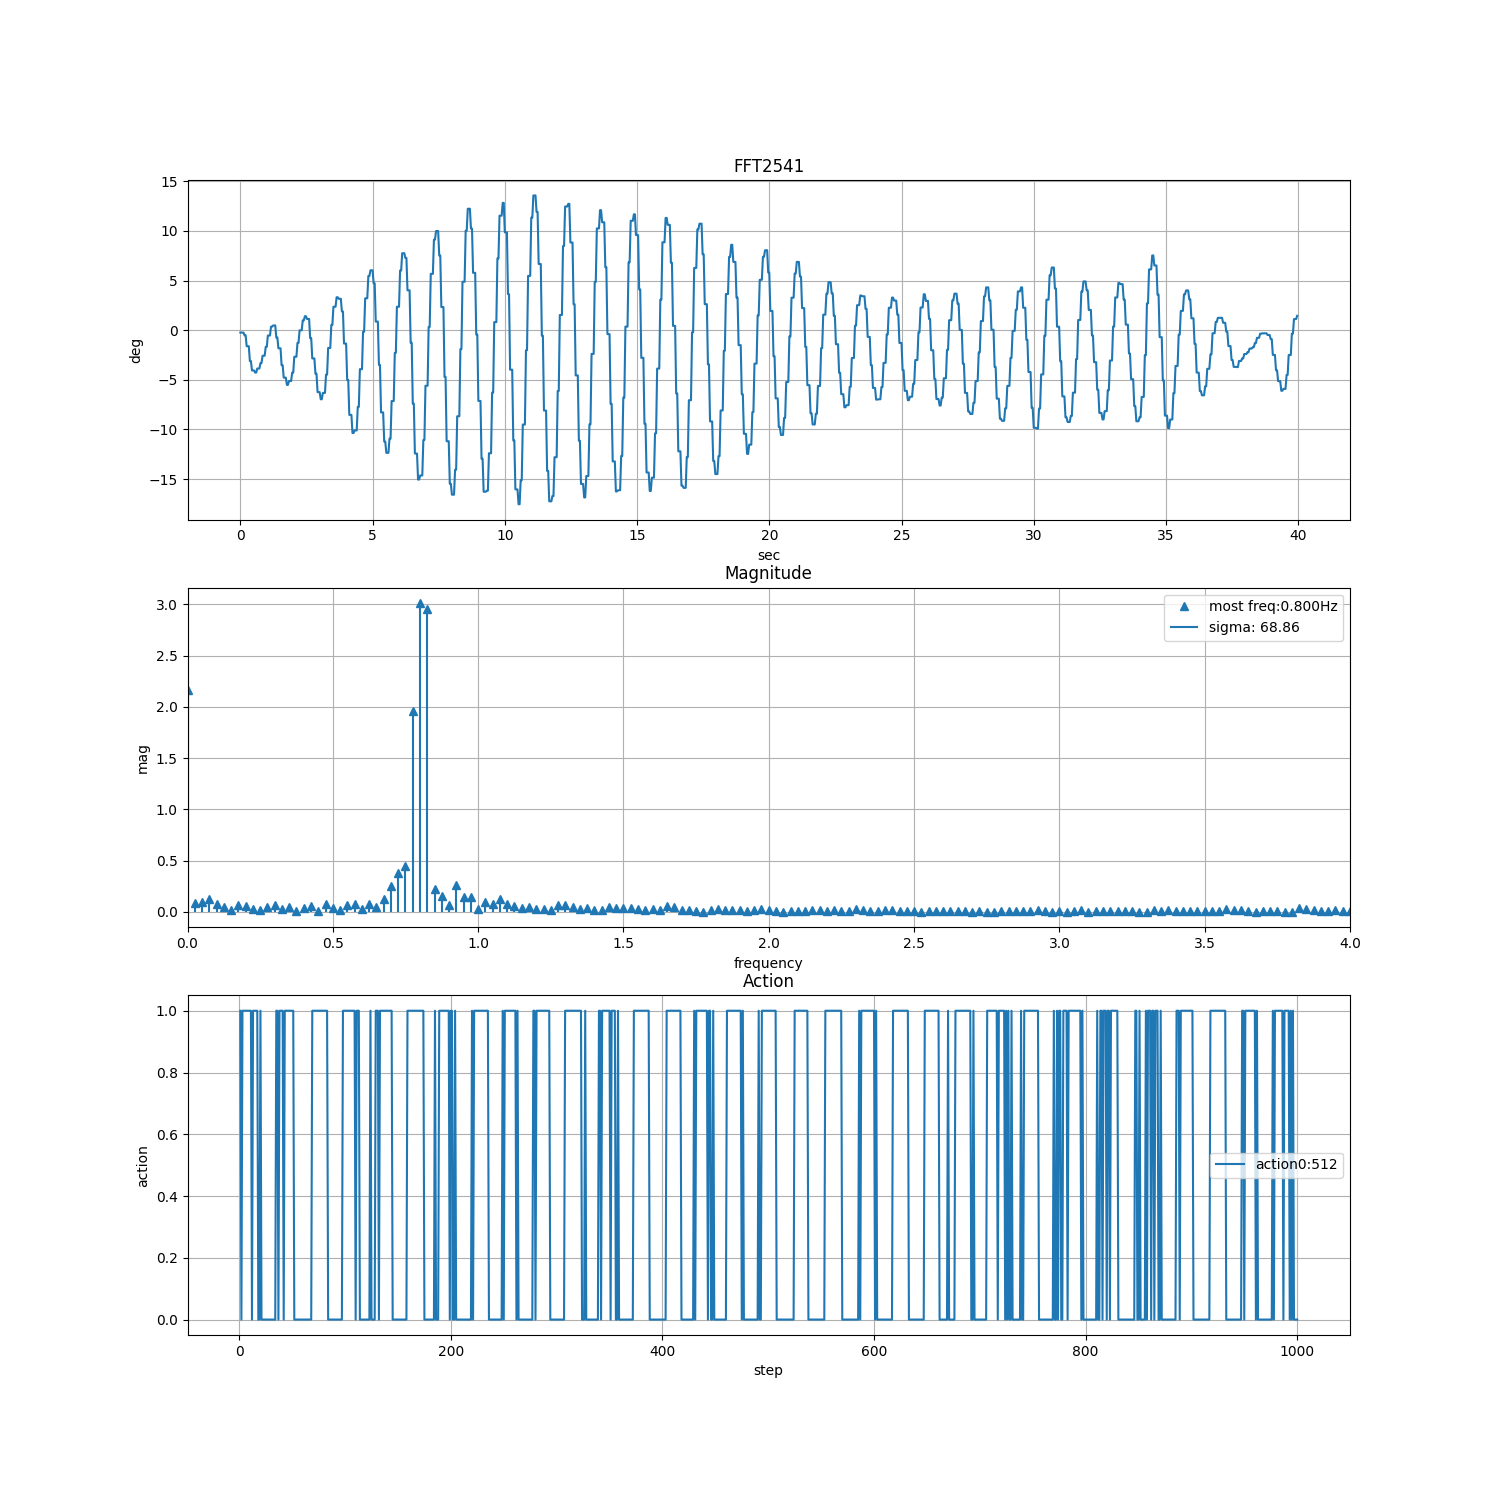 FFT2541
15
10
5
0
−5
−10
−15
deg
0 5 10 15 20 25 30 35 40
sec
Magnitude
3.0
2.5
2.0
1.5
1.0
0.5
0.0
mag
most freq:0.800Hz
sigma: 68.86
0.0 0.5 1.0 1.5 2.0 2.5 3.0 3.5 4.0
frequency
Action
1.0
0.8
0.6
0.4
0.2
0.0
action
action0:512
0 200 400 600 800 1000
step